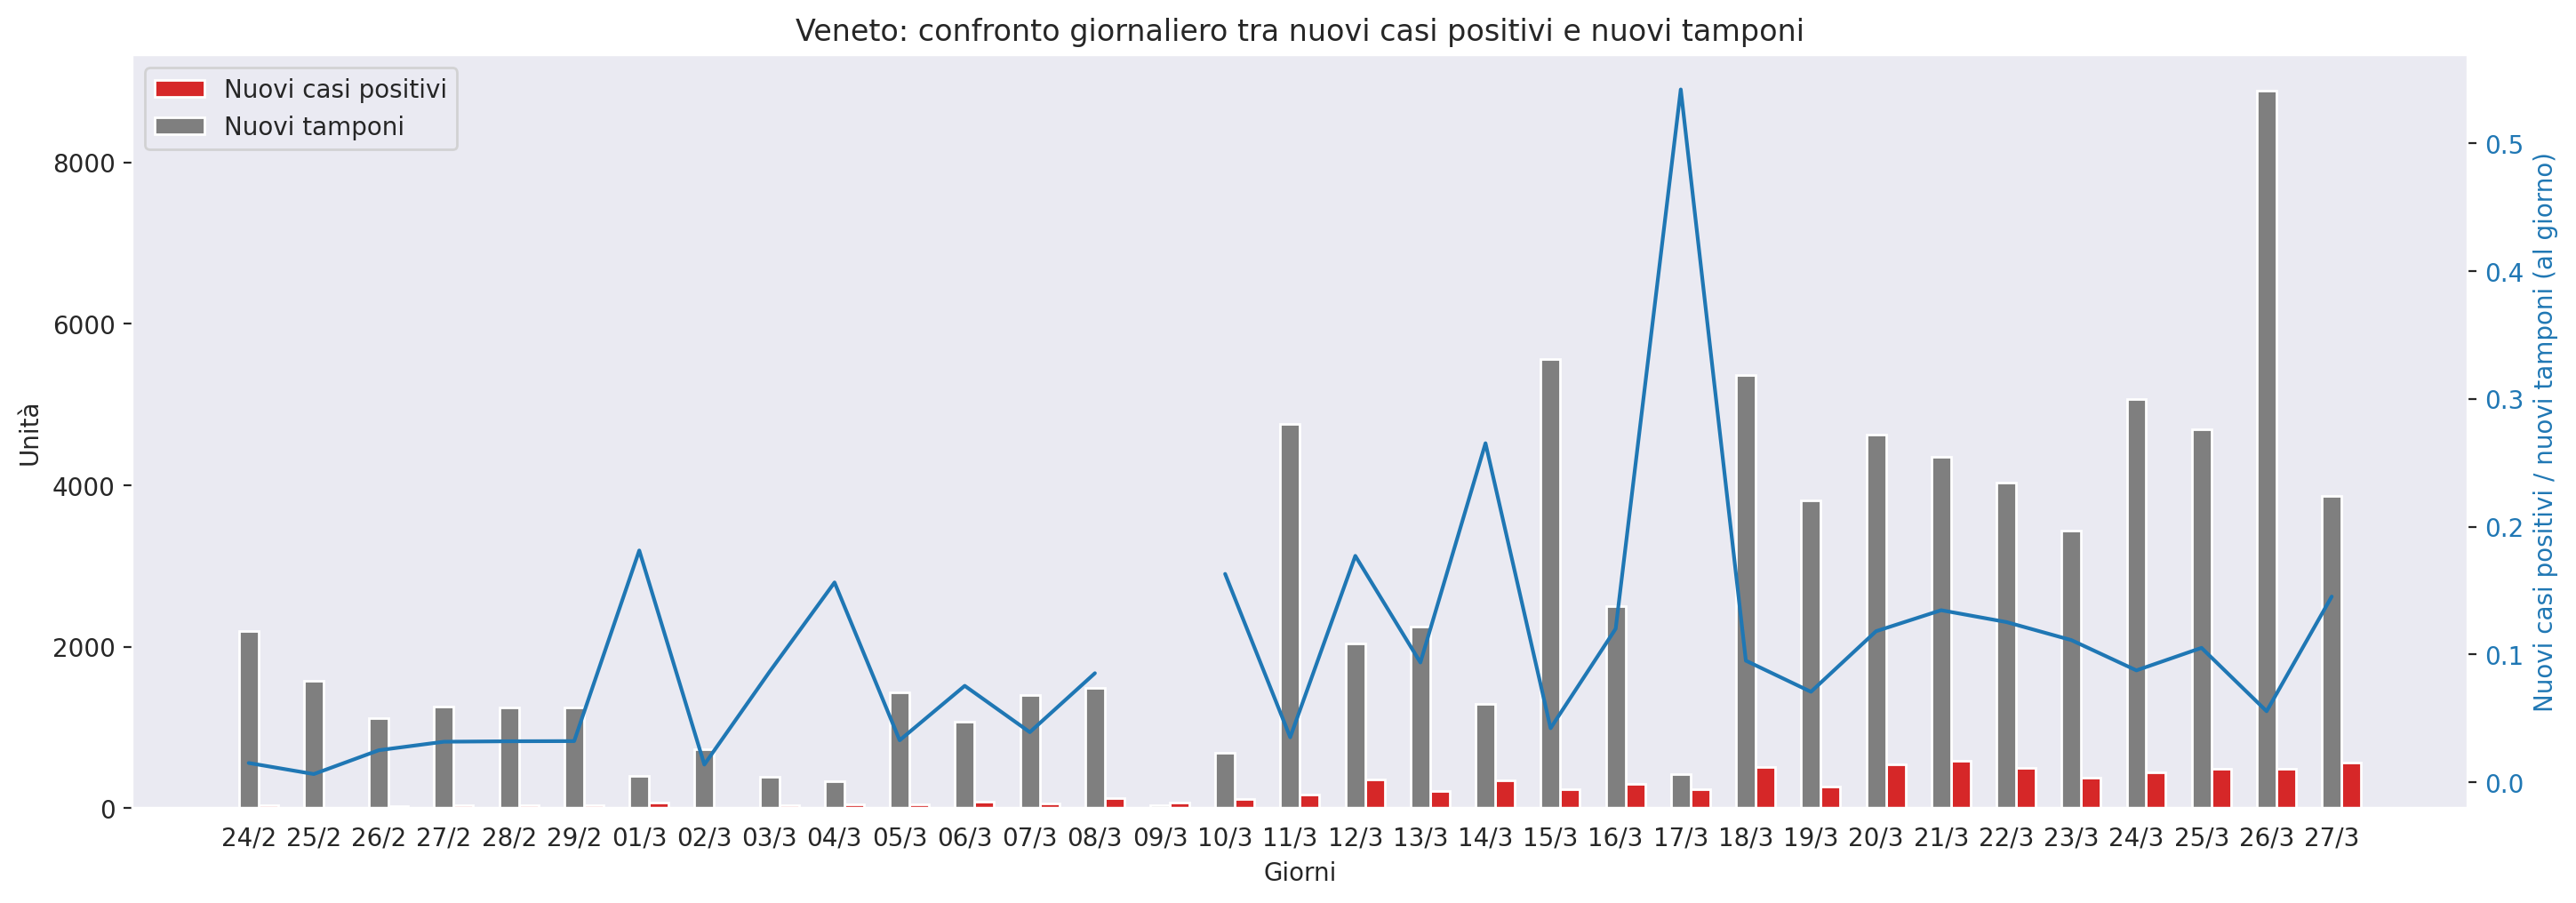 Veneto: confronto giornaliero tra nuovi casi positivi e nuovi tamponi
Nuovi casi positivi
Nuovi tamponi
Unità
8000
6000
4000
2000
0
0.5
0.4
0.3
0.2
0.1
0.0
Nuovi casi positivi / nuovi tamponi (al giorno)
24/2 25/2 26/2 27/2 28/2 29/2 01/3 02/3 03/3 04/3 05/3 06/3 07/3 08/3 09/3 10/3 11/3 12/3 13/3 14/3 15/3 16/3 17/3 18/3 19/3 20/3 21/3 22/3 23/3 24/3 25/3 26/3 27/3
Giorni